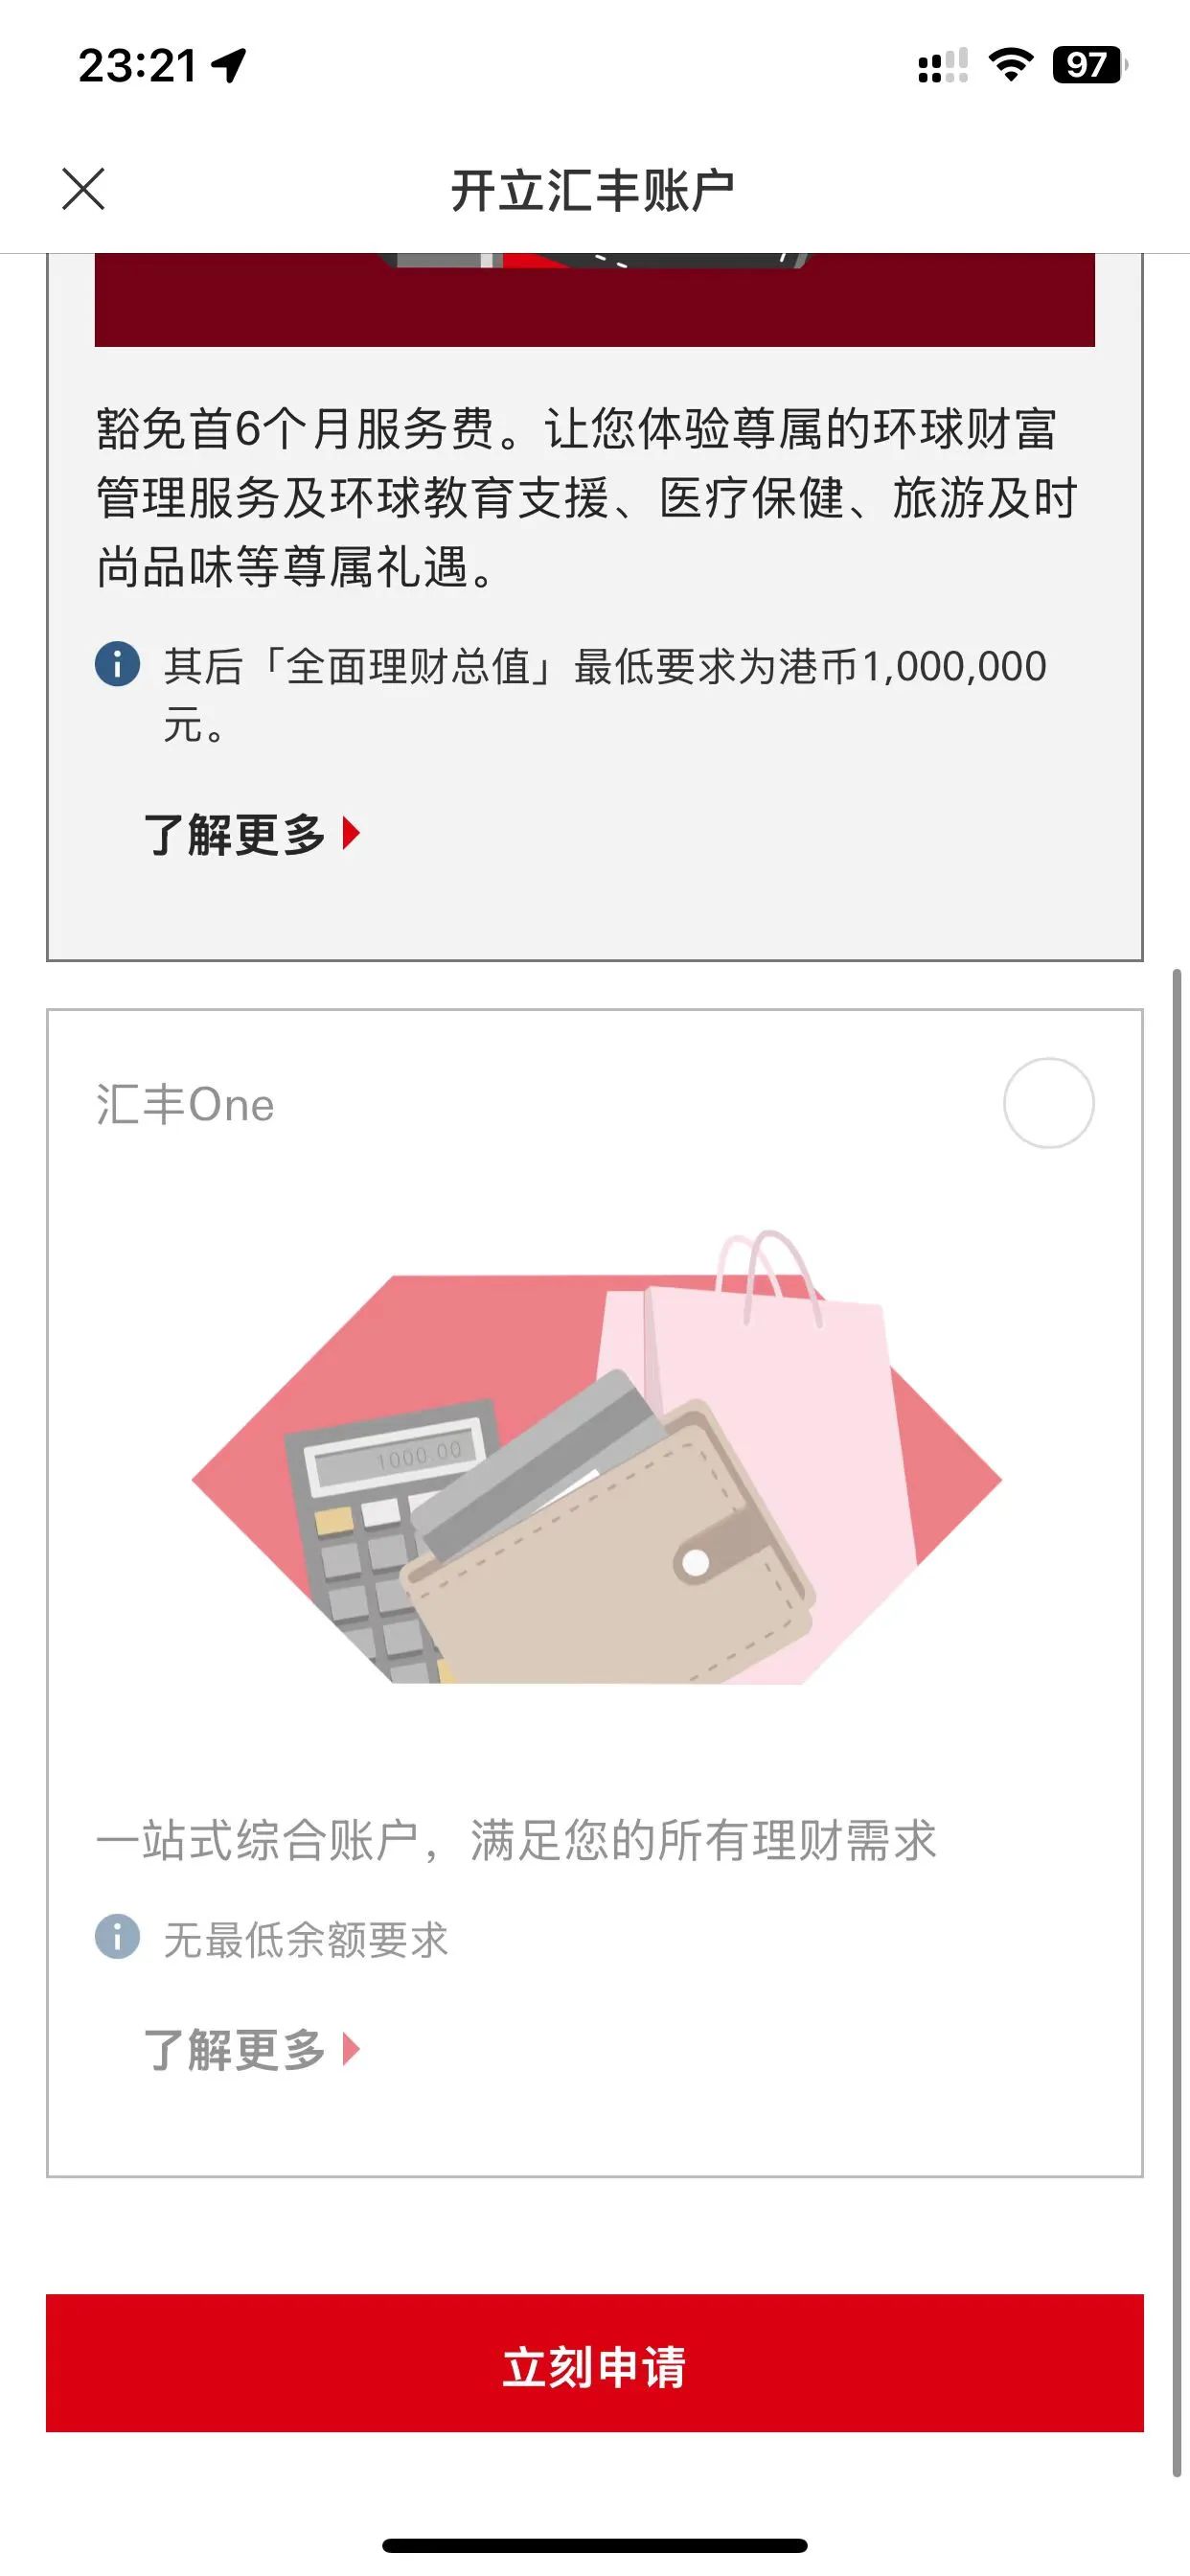 23:21
97
开立汇丰账户
豁免首6个月服务费。让您体验尊属的环球财富
管理服务及环球教育支援、医疗保健、旅游及时
尚品味等尊属礼遇。
其后「全面理财总值」最低要求为港币1,000,000
元。
了解更多
汇丰One
1000 00
一站式综合账户，满足您的所有理财需求
无最低余额要求
了解更多
立刻申请